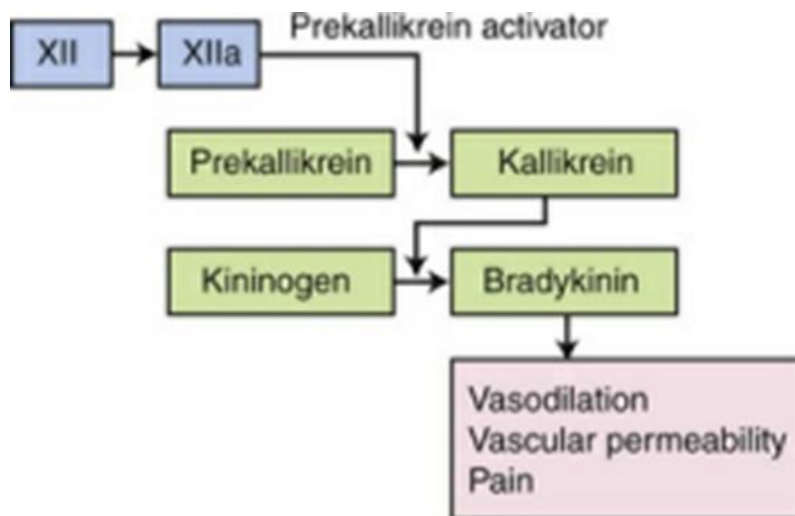 Prekallikrein activator
XII
XIIa
Prekallikrein
Kallikrein
Kininogen
Bradykinin
Vasodilation
Vascular permeability
Pain